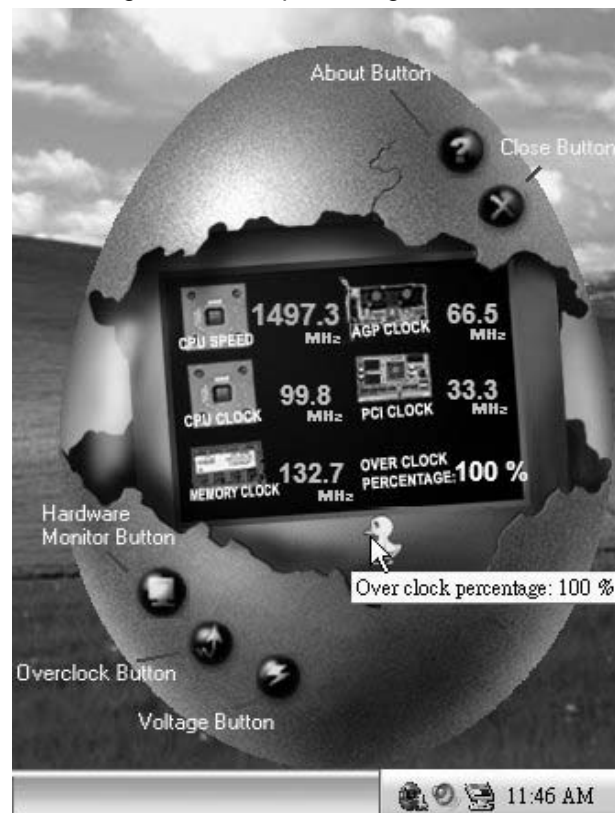 About Button
Close Button
CPU SPEED
1497.3
MHz
AGP CLOCK
66.5
MHz
CPU CLOCK
99.8
MHz
PCI CLOCK
33.3
MHz
MEMORY CLOCK
132.7
MHz
OVER CLOCK
PERCENTAGE:100 %
Hardware
Monitor Button
Over clock percentage: 100 %
Overclock Button
Voltage Button
11:46 AM